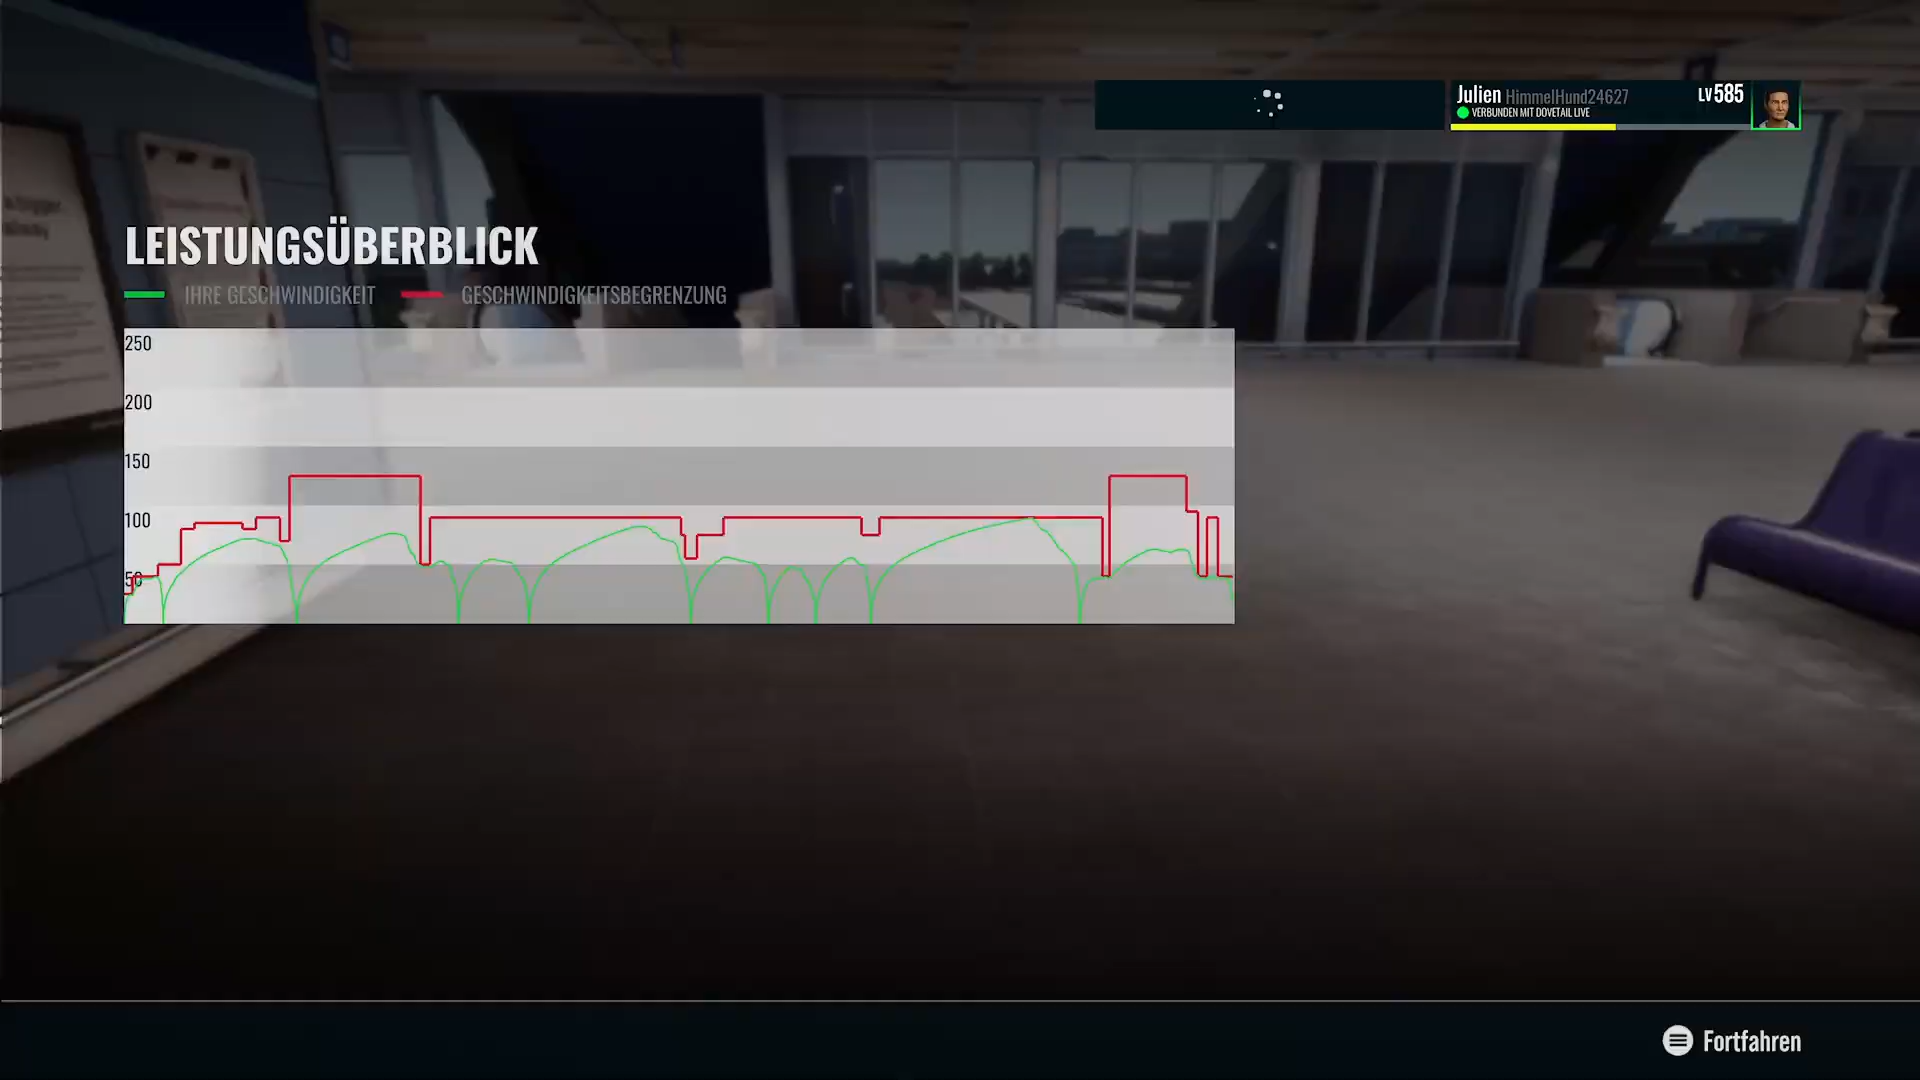 Julien HimmelHund24627 LV585
VERBUNDEN MIT DOVETAIL LIVE
LEISTUNGSÜBERBLICK
IHRE GESCHWINDIGKEIT GESCHWINDIGKEITSBEGRENZUNG
250
200
150
100
50
Fortfahren